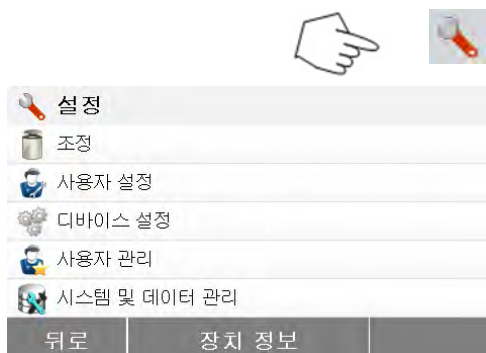 설정
조정
사용자 설정
디바이스 설정
사용자 관리
시스템 및 데이터 관리
뒤로 장치 정보